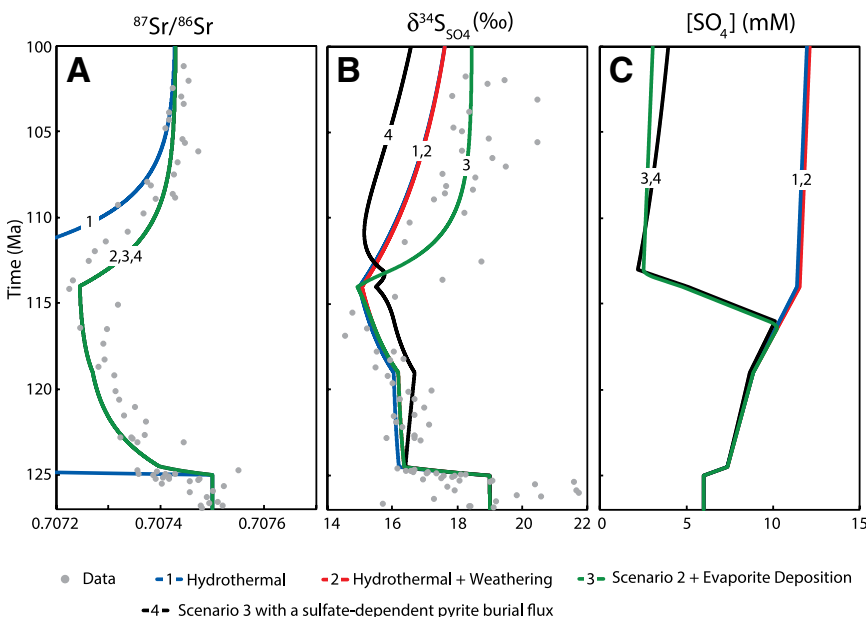 ⁸⁷Sr/⁸⁶Sr
δ³⁴S_SO4 (‰)
[SO₄] (mM)
A
B
C
Time (Ma)
100
105
110
115
120
125
1
2,3,4
4
1,2
3
3,4
1,2
0.7072 0.7074 0.7076
14 16 18 20 22
0 5 10 15
Data
1 Hydrothermal
2 Hydrothermal + Weathering
3 Scenario 2 + Evaporite Deposition
4 Scenario 3 with a sulfate-dependent pyrite burial flux